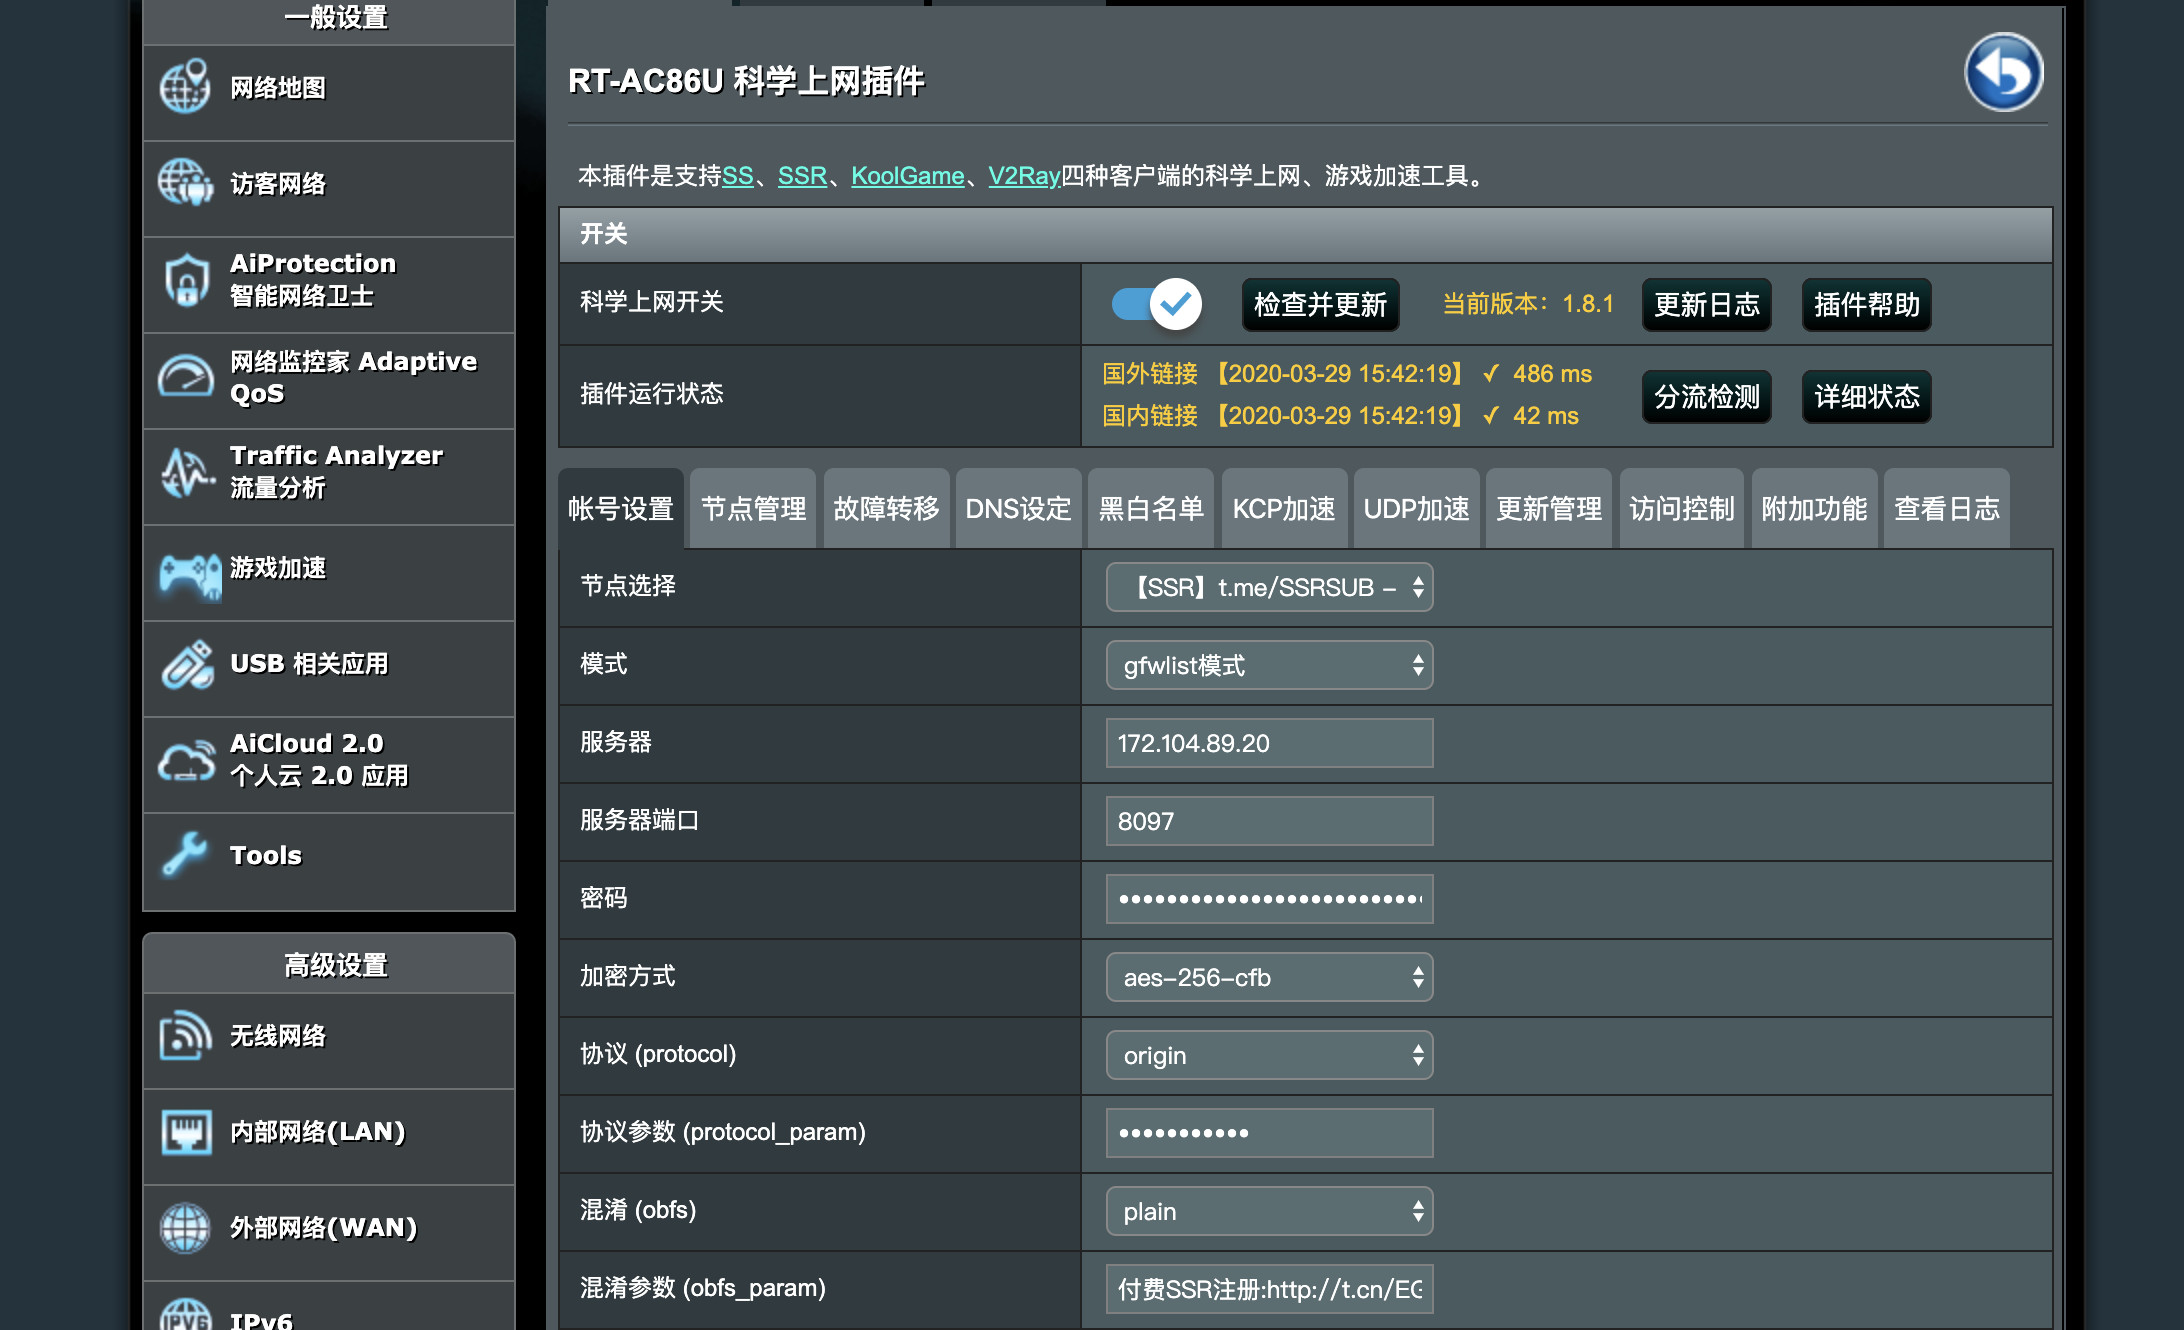 一般设置
网络地图
访客网络
AiProtection
智能网络卫士
网络监控家 Adaptive
QoS
Traffic Analyzer
流量分析
游戏加速
USB 相关应用
AiCloud 2.0
个人云 2.0 应用
Tools
高级设置
无线网络
内部网络(LAN)
外部网络(WAN)
IPv6
RT-AC86U 科学上网插件
本插件是支持SS、SSR、KoolGame、V2Ray四种客户端的科学上网、游戏加速工具。
开关
科学上网开关 检查并更新 当前版本：1.8.1 更新日志 插件帮助
插件运行状态
国外链接 【2020-03-29 15:42:19】 ✓ 486 ms
国内链接 【2020-03-29 15:42:19】 ✓ 42 ms
分流检测 详细状态
帐号设置 节点管理 故障转移 DNS设定 黑白名单 KCP加速 UDP加速 更新管理 访问控制 附加功能 查看日志
节点选择 【SSR】t.me/SSRSUB –
模式 gfwlist模式
服务器 172.104.89.20
服务器端口 8097
密码
加密方式 aes-256-cfb
协议 (protocol) origin
协议参数 (protocol_param)
混淆 (obfs) plain
混淆参数 (obfs_param) 付费SSR注册:http://t.cn/EG